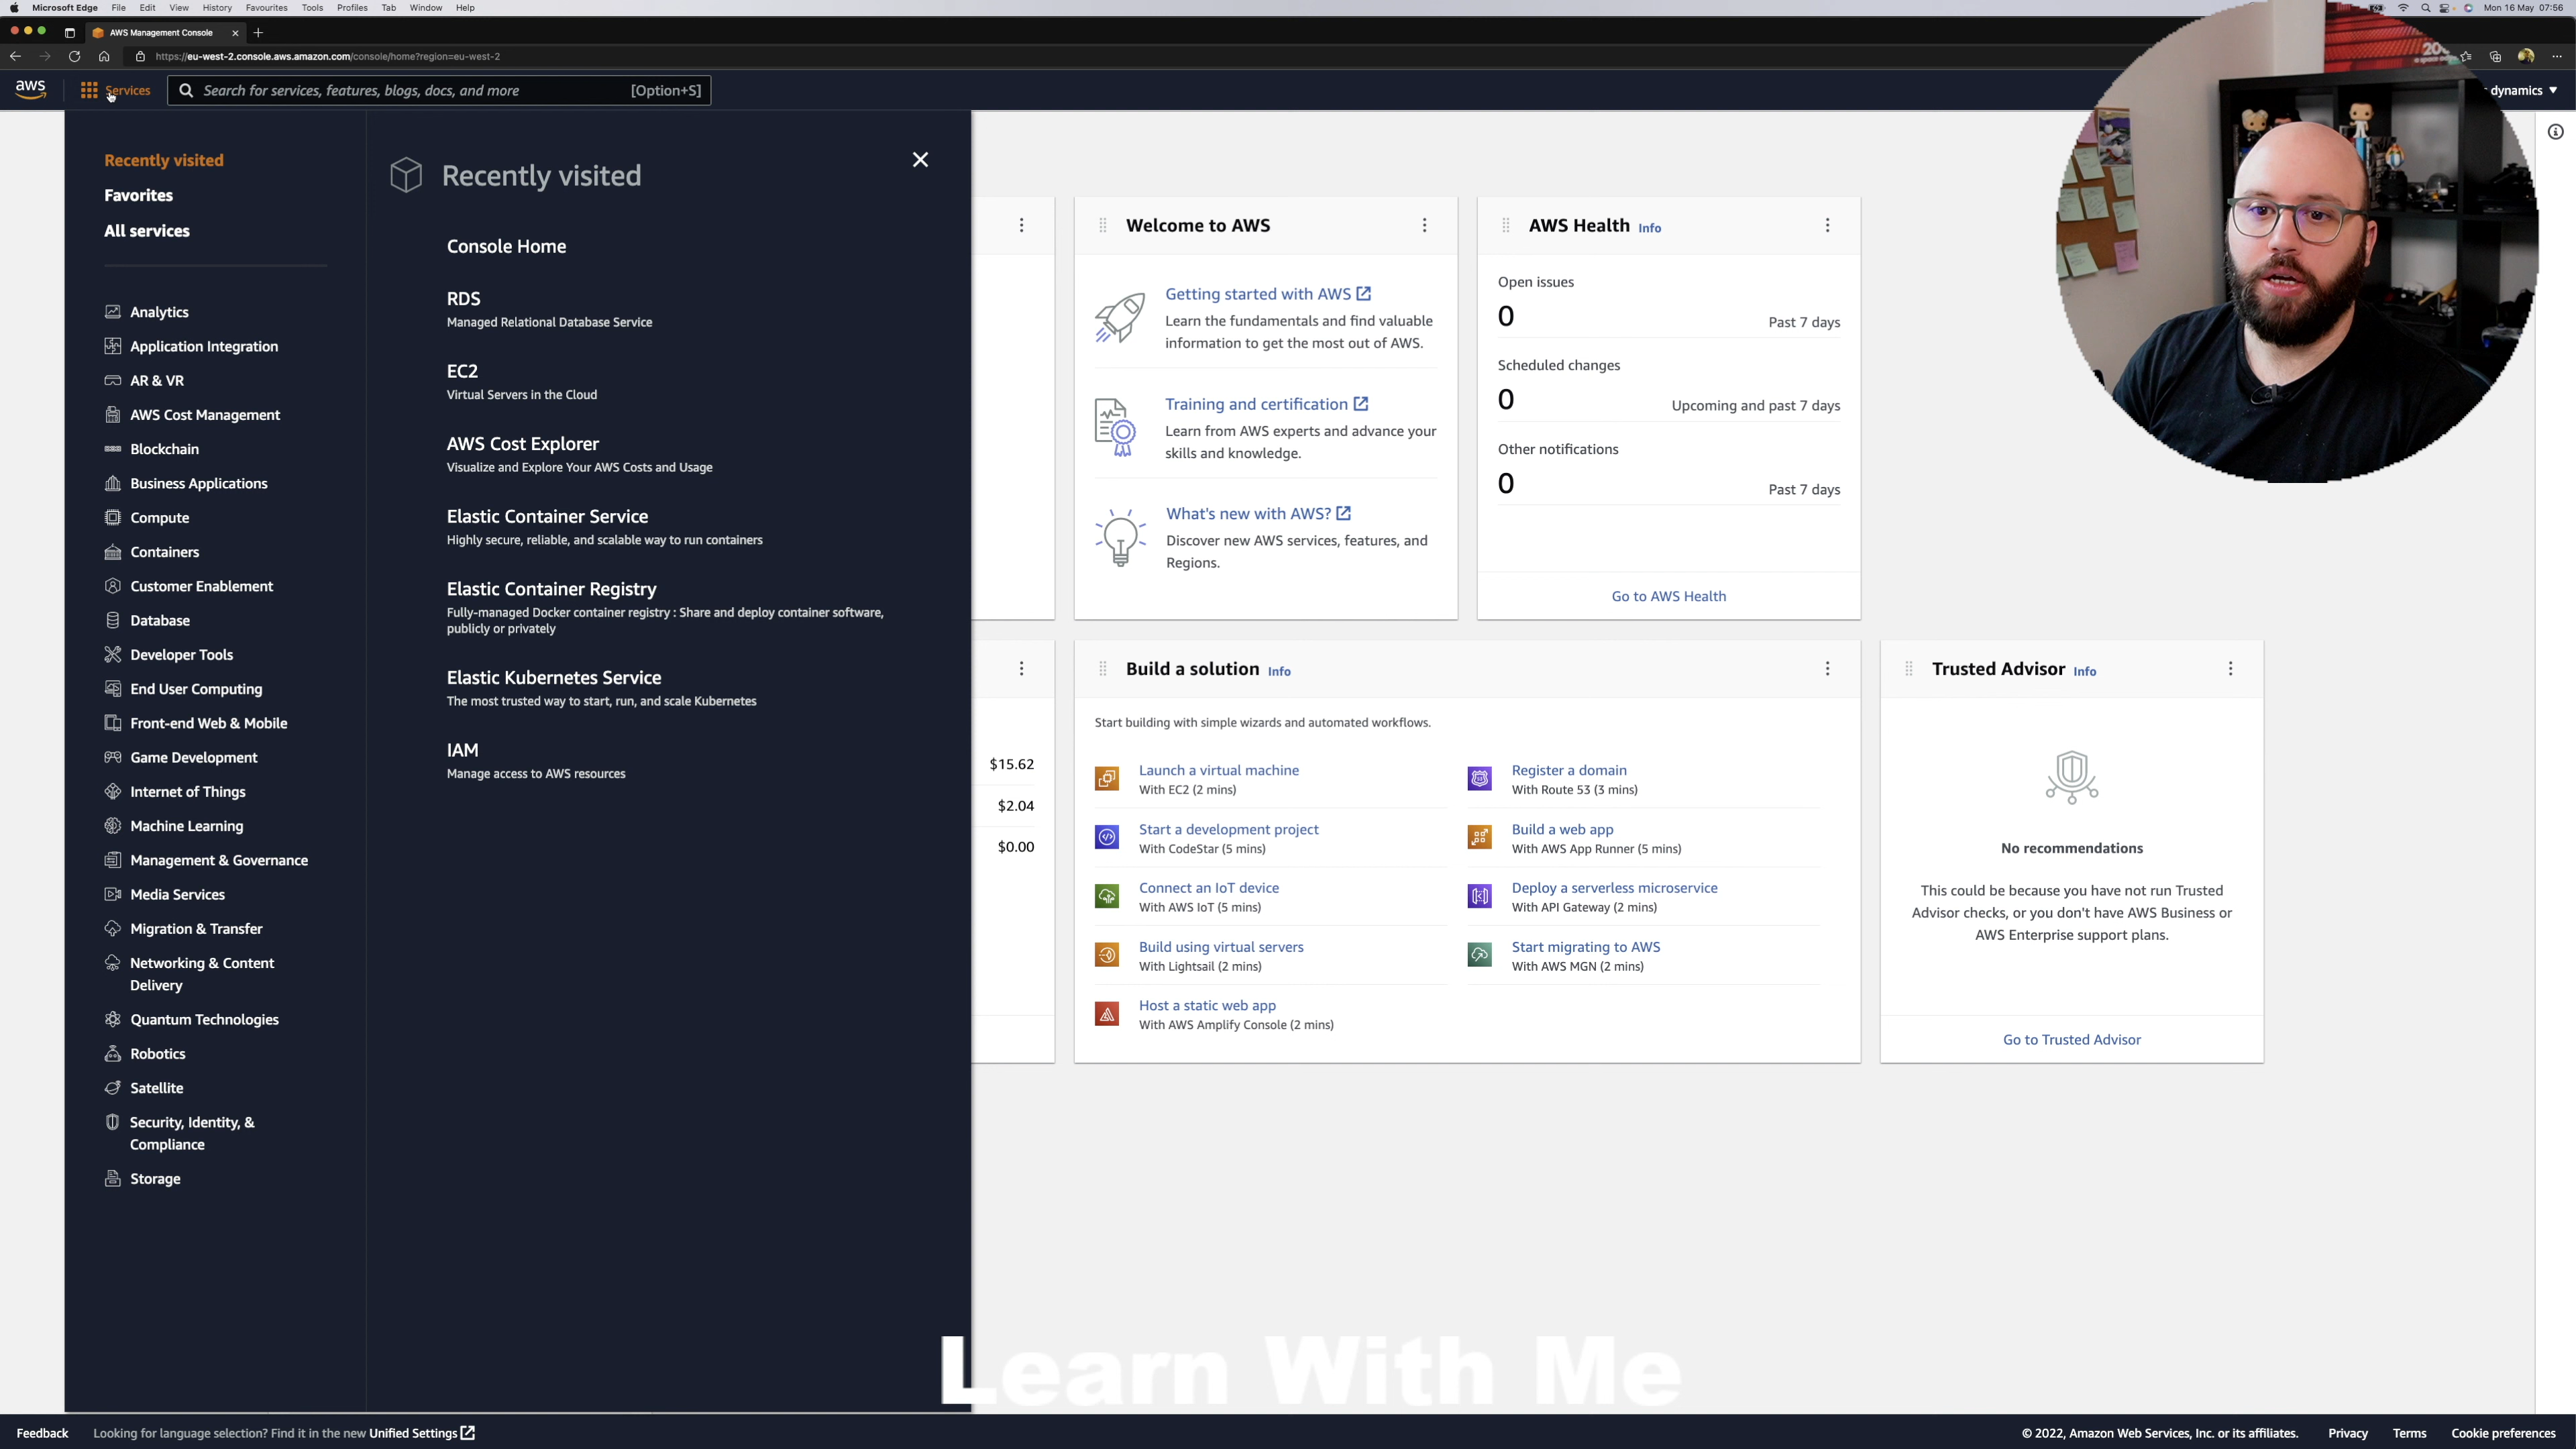 Microsoft Edge File Edit View History Favourites Tools Profiles Tab Window Help
Mon 16 May 07:56
AWS Management Console
https://eu-west-2.console.aws.amazon.com/console/home?region=eu-west-2
aws
Services
Search for services, features, blogs, docs, and more [Option+S]
dynamics
Recently visited
Favorites
All services
Analytics
Application Integration
AR & VR
AWS Cost Management
Blockchain
Business Applications
Compute
Containers
Customer Enablement
Database
Developer Tools
End User Computing
Front-end Web & Mobile
Game Development
Internet of Things
Machine Learning
Management & Governance
Media Services
Migration & Transfer
Networking & Content
Delivery
Quantum Technologies
Robotics
Satellite
Security, Identity, &
Compliance
Storage
Recently visited
Console Home
RDS
Managed Relational Database Service
EC2
Virtual Servers in the Cloud
AWS Cost Explorer
Visualize and Explore Your AWS Costs and Usage
Elastic Container Service
Highly secure, reliable, and scalable way to run containers
Elastic Container Registry
Fully-managed Docker container registry : Share and deploy container software,
publicly or privately
Elastic Kubernetes Service
The most trusted way to start, run, and scale Kubernetes
IAM
Manage access to AWS resources
$15.62
$2.04
$0.00
Welcome to AWS
Getting started with AWS
Learn the fundamentals and find valuable
information to get the most out of AWS.
Training and certification
Learn from AWS experts and advance your
skills and knowledge.
What's new with AWS?
Discover new AWS services, features, and
Regions.
AWS Health Info
Open issues
0 Past 7 days
Scheduled changes
0 Upcoming and past 7 days
Other notifications
0 Past 7 days
Go to AWS Health
Build a solution Info
Start building with simple wizards and automated workflows.
Launch a virtual machine
With EC2 (2 mins)
Start a development project
With CodeStar (5 mins)
Connect an IoT device
With AWS IoT (5 mins)
Build using virtual servers
With Lightsail (2 mins)
Host a static web app
With AWS Amplify Console (2 mins)
Register a domain
With Route 53 (3 mins)
Build a web app
With AWS App Runner (5 mins)
Deploy a serverless microservice
With API Gateway (2 mins)
Start migrating to AWS
With AWS MGN (2 mins)
Trusted Advisor Info
No recommendations
This could be because you have not run Trusted
Advisor checks, or you don't have AWS Business or
AWS Enterprise support plans.
Go to Trusted Advisor
Learn With Me
Feedback Looking for language selection? Find it in the new Unified Settings
© 2022, Amazon Web Services, Inc. or its affiliates. Privacy Terms Cookie preferences